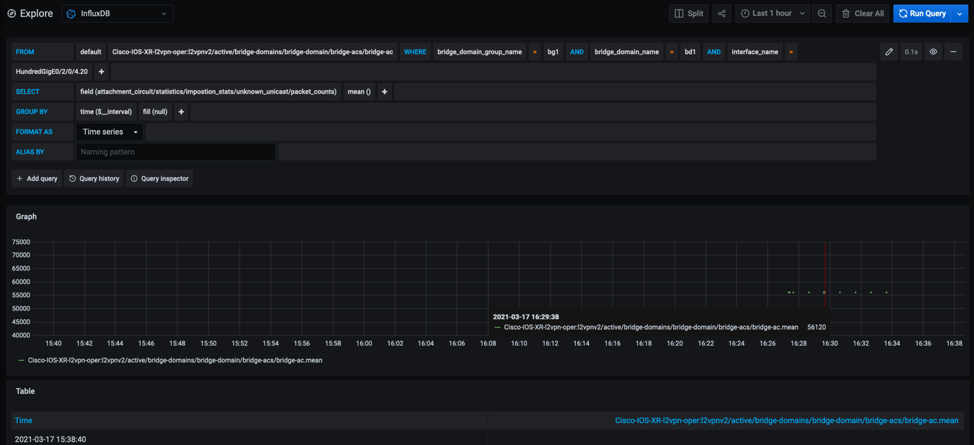 Explore InfluxDB Split Last 1 hour Clear All Run Query
FROM default Cisco-IOS-XR-l2vpn-oper:l2vpnv2/active/bridge-domains/bridge-domain/bridge-acs/bridge-ac WHERE bridge_domain_group_name = bg1 AND bridge_domain_name = bd1 AND interface_name = 0.1s
HundredGigE0/2/0/4.20 +
SELECT field (attachment_circuit/statistics/impostion_stats/unknown_unicast/packet_counts) mean () +
GROUP BY time ($__interval) fill (null) +
FORMAT AS Time series
ALIAS BY Naming pattern
+ Add query Query history Query inspector
Graph
75000
70000
65000
60000
55000
50000
45000
40000
2021-03-17 16:29:38
Cisco-IOS-XR-l2vpn-oper:l2vpnv2/active/bridge-domains/bridge-domain/bridge-acs/bridge-ac.mean 56120
15:40 15:42 15:44 15:46 15:48 15:50 15:52 15:54 15:56 15:58 16:00 16:02 16:04 16:06 16:08 16:10 16:12 16:14 16:16 16:18 16:20 16:22 16:24 16:26 16:28 16:30 16:32 16:34 16:36 16:38
Cisco-IOS-XR-l2vpn-oper:l2vpnv2/active/bridge-domains/bridge-domain/bridge-acs/bridge-ac.mean
Table
Time Cisco-IOS-XR-l2vpn-oper:l2vpnv2/active/bridge-domains/bridge-domain/bridge-acs/bridge-ac.mean
2021-03-17 15:38:40